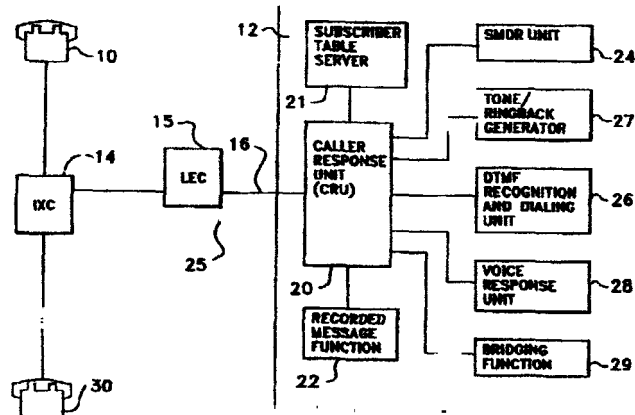 10
14
IXC
30
15
LEC
16
25
12
SUBSCRIBER
TABLE
SERVER
21
CALLER
RESPONSE
UNIT
(CRU)
20
RECORDED
MESSAGE
FUNCTION
22
SMDR UNIT
24
TONE/
RINGBACK
GENERATOR
27
DTMF
RECOGNITION
AND DIALING
UNIT
26
VOICE
RESPONSE
UNIT
28
BRIDGING FUNCTION
29